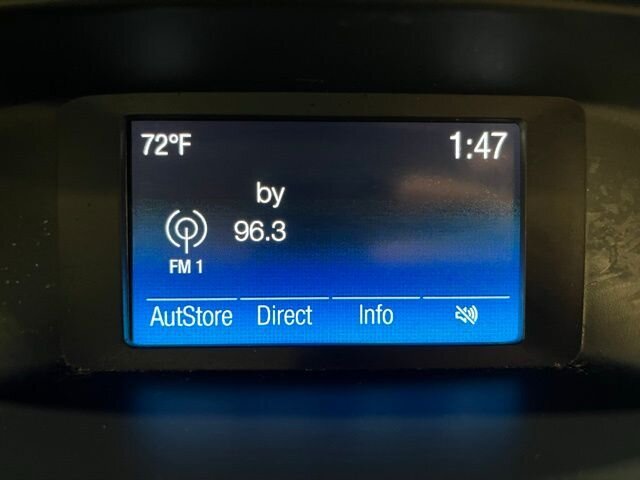 72°F 1:47
by
96.3
FM 1
AutStore Direct Info